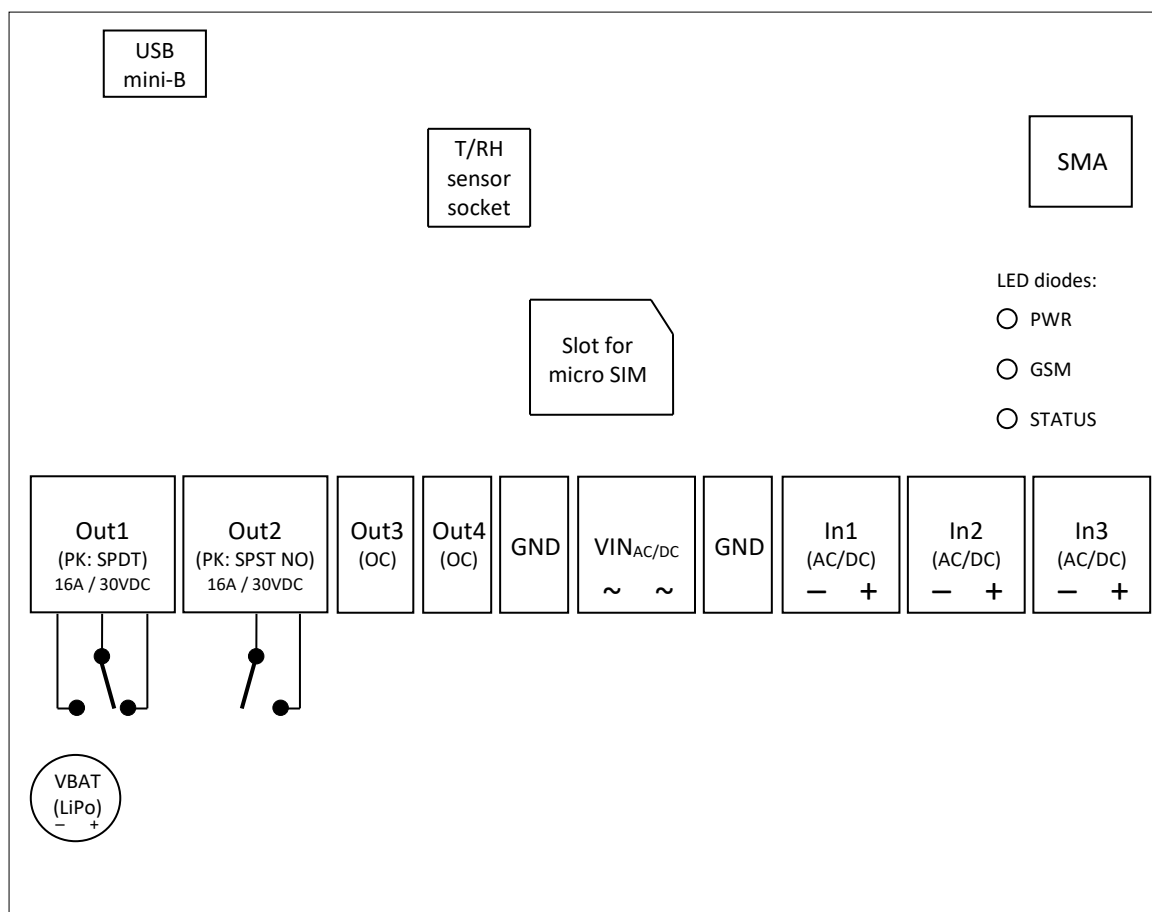 USB
mini-B
T/RH
sensor
socket
SMA
LED diodes:
PWR
GSM
STATUS
Slot for
micro SIM
Out1
(PK: SPDT)
16A / 30VDC
Out2
(PK: SPST NO)
16A / 30VDC
Out3
(OC)
Out4
(OC)
GND
VINAC/DC
~ ~
GND
In1
(AC/DC)
– +
In2
(AC/DC)
– +
In3
(AC/DC)
– +
VBAT
(LiPo)
– +